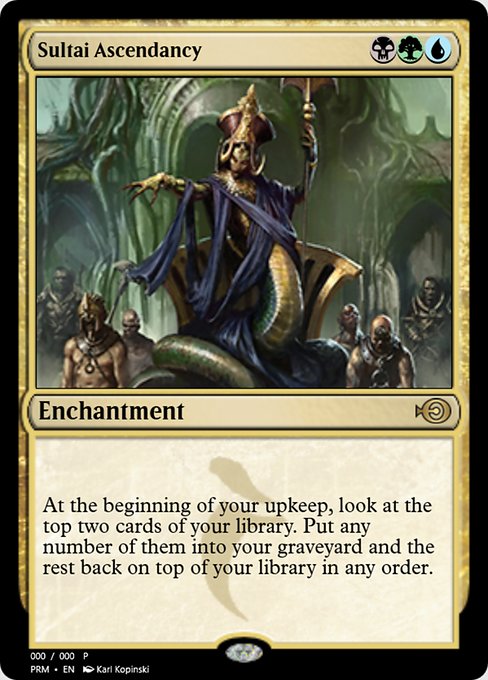 Sultai Ascendancy
Enchantment
At the beginning of your upkeep, look at the
top two cards of your library. Put any
number of them into your graveyard and the
rest back on top of your library in any order.
000 / 000 P
PRM • EN Karl Kopinski